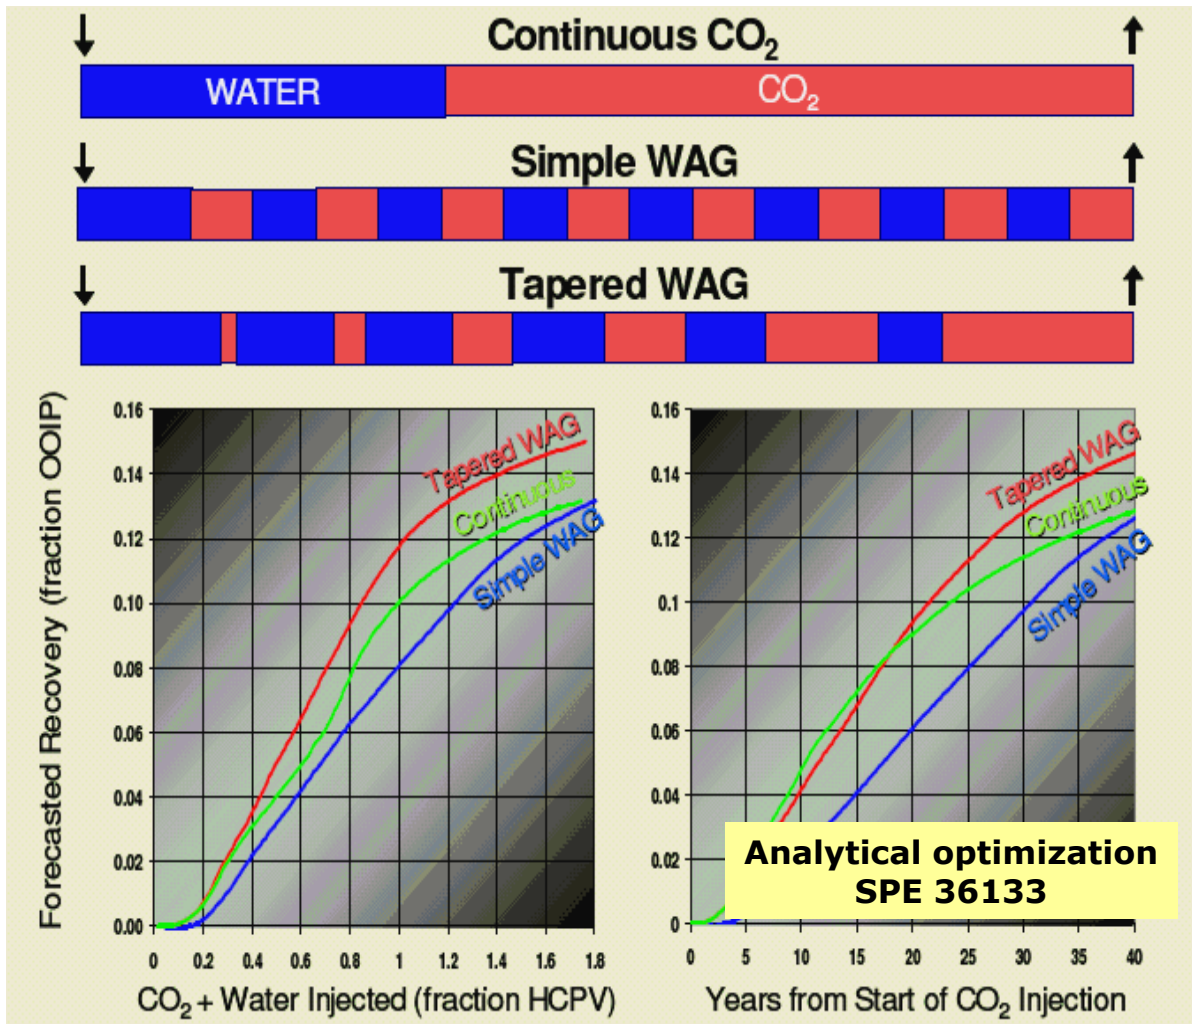 Continuous CO₂
WATER
CO₂
Simple WAG
Tapered WAG
Forecasted Recovery (fraction OOIP)
0.16
0.14
0.12
0.10
0.08
0.06
0.04
0.02
0.00
Tapered WAG
Continuous
Simple WAG
0
0.2
0.4
0.6
0.8
1
1.2
1.4
1.6
1.8
CO₂ + Water Injected (fraction HCPV)
0.16
0.14
0.12
0.1
0.08
0.06
0.04
0.02
0
Tapered WAG
Continuous
Simple WAG
Analytical optimization
SPE 36133
0
5
10
15
20
25
30
35
40
Years from Start of CO₂ Injection